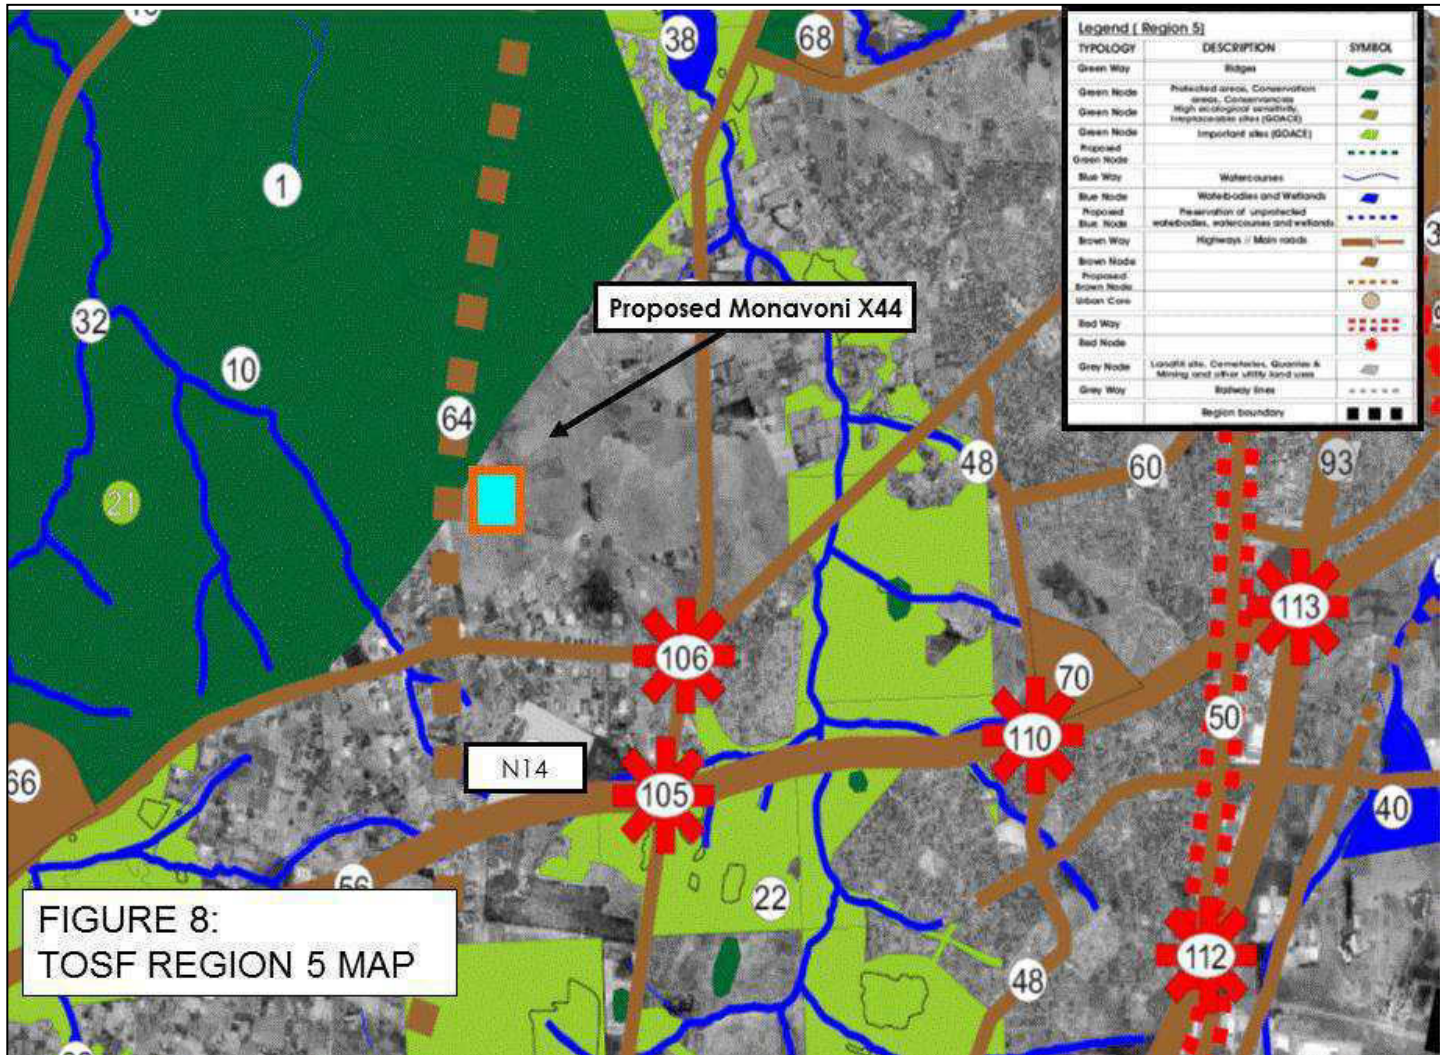 38
68
Legend ( Region 5)
TYPOLOGY DESCRIPTION SYMBOL
Green Way Ridges
Green Node Protected areas, Conservation areas, Conservancies
Green Node High ecological sensitivity, Irreplaceable sites (GDACE)
Green Node Important sites (GDACE)
Proposed Green Node
Blue Way Watercourses
Blue Node Waterbodies and Wetlands
Proposed Blue Node Preservation of unprotected waterbodies, watercourses and wetlands
Brown Way Highways // Main roads
Brown Node
Proposed Brown Node
Urban Core
Red Way
Red Node
Grey Node Landfill site, Cemeteries, Quarries & Mining and other utility land uses
Grey Way Railway lines
Region boundary
1
Proposed Monavoni X44
32
10
64
48
60
93
21
113
106
70
50
110
66
N14
105
40
56
22
FIGURE 8:
TOSF REGION 5 MAP
112
48